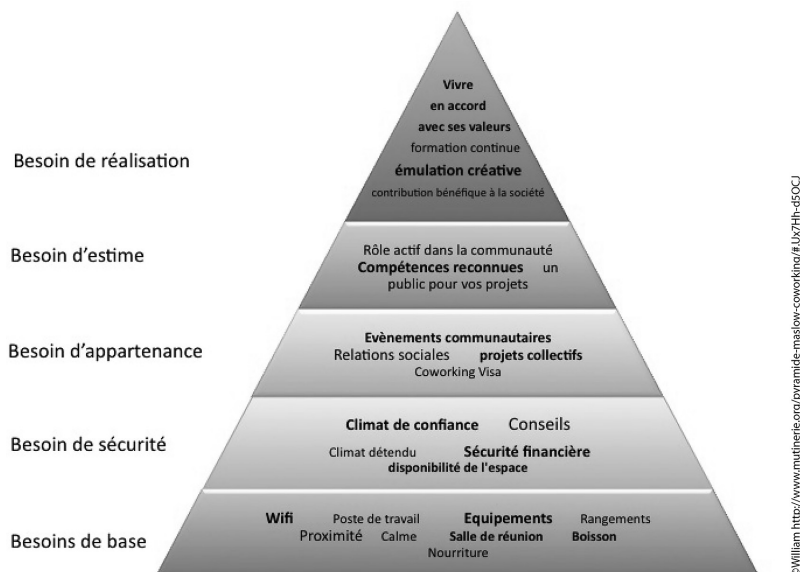 Vivre
en accord
avec ses valeurs
formation continue
Besoin de réalisation
émulation créative
contribution bénéfique à la société
Besoin d'estime
Rôle actif dans la communauté
Compétences reconnues un
public pour vos projets
Besoin d'appartenance
Evènements communautaires
Relations sociales projets collectifs
Coworking Visa
Besoin de sécurité
Climat de confiance Conseils
Climat détendu Sécurité financière
disponibilité de l'espace
Besoins de base
Wifi Poste de travail Equipements Rangements
Proximité Calme Salle de réunion Boisson
Nourriture
©William http://www.mutinerie.org/pyramide-maslow-coworking/#.Ux7Hh-d5OCJ